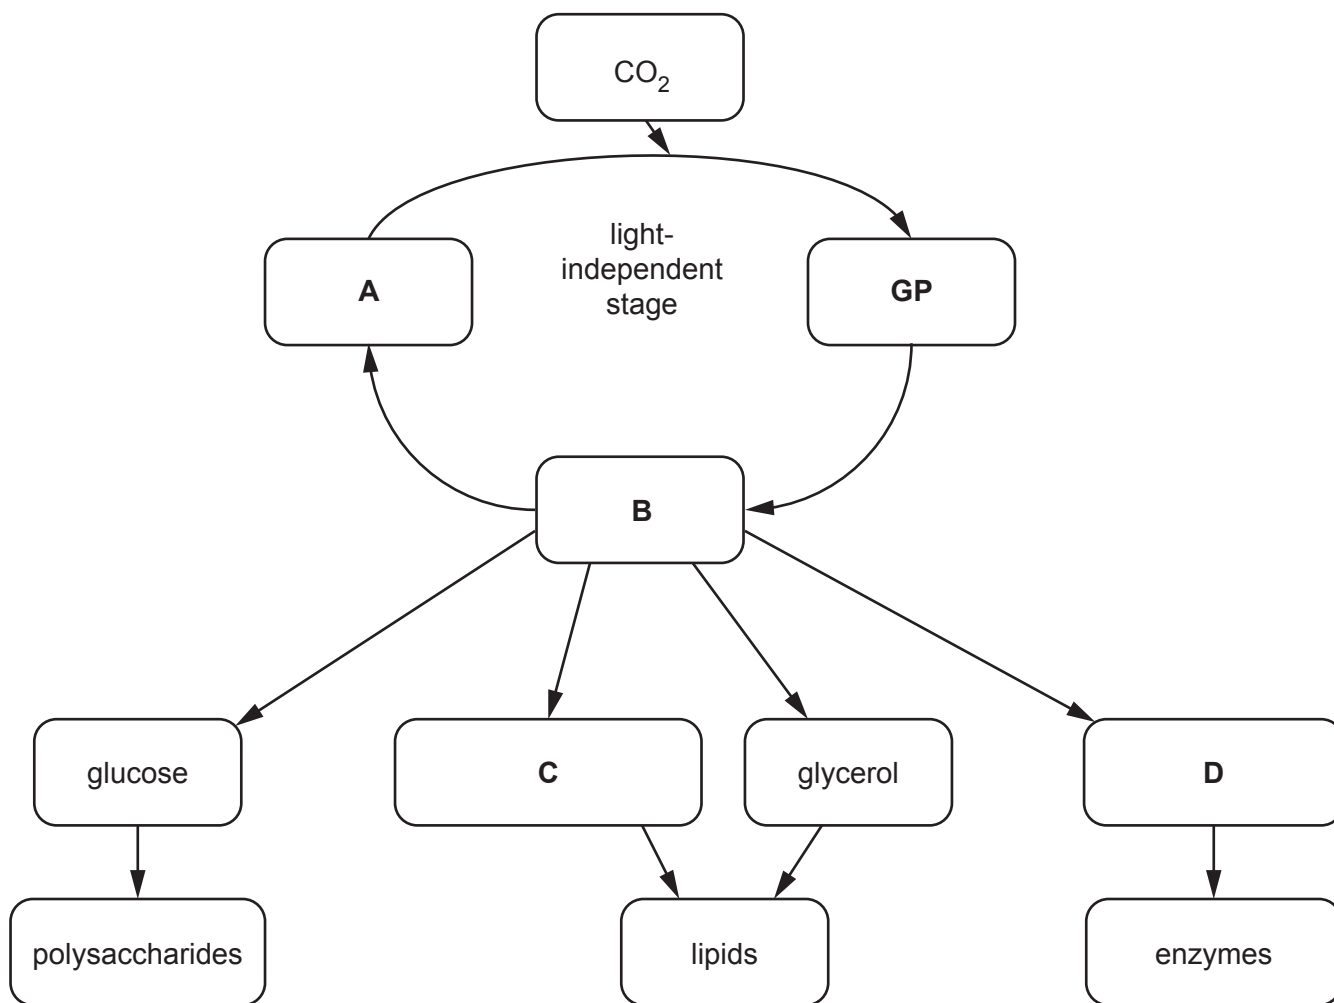 CO₂
light-
independent
stage
A
GP
B
glucose
C
glycerol
D
polysaccharides
lipids
enzymes